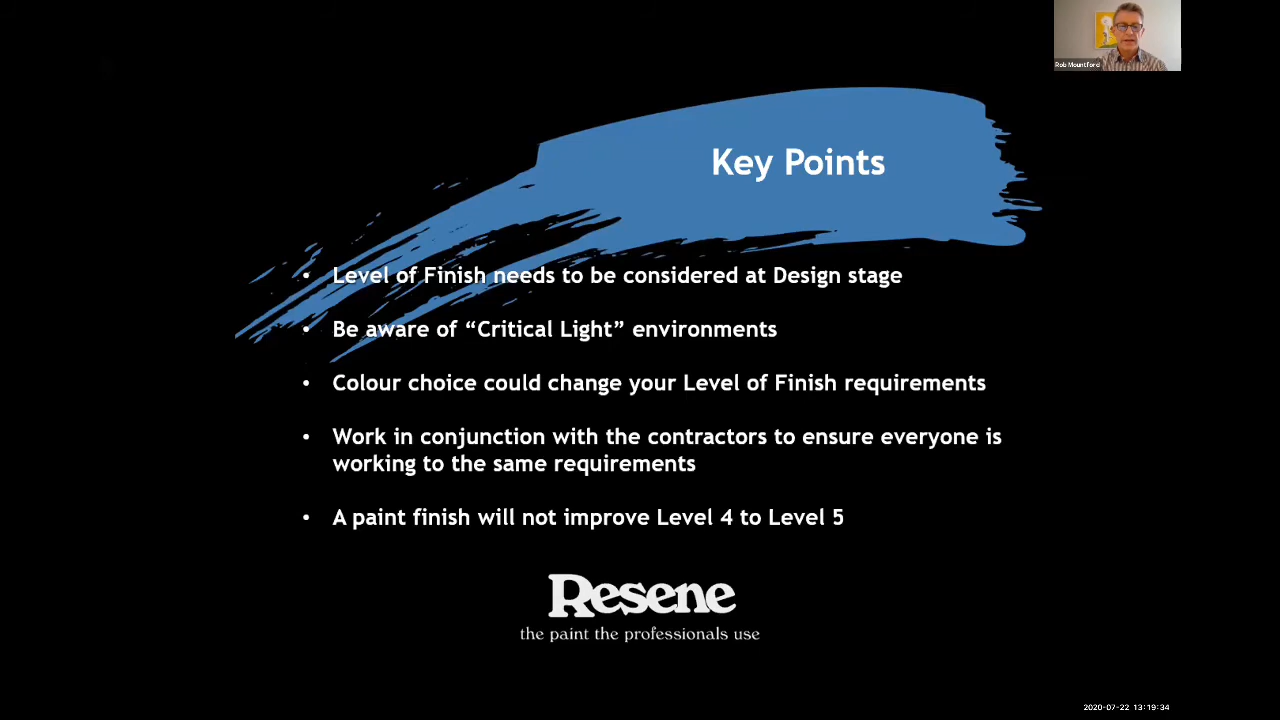 Rob Mountford
Key Points
• Level of Finish needs to be considered at Design stage
• Be aware of “Critical Light” environments
• Colour choice could change your Level of Finish requirements
• Work in conjunction with the contractors to ensure everyone is
working to the same requirements
• A paint finish will not improve Level 4 to Level 5
Resene
the paint the professionals use
2020-07-22 13:19:34